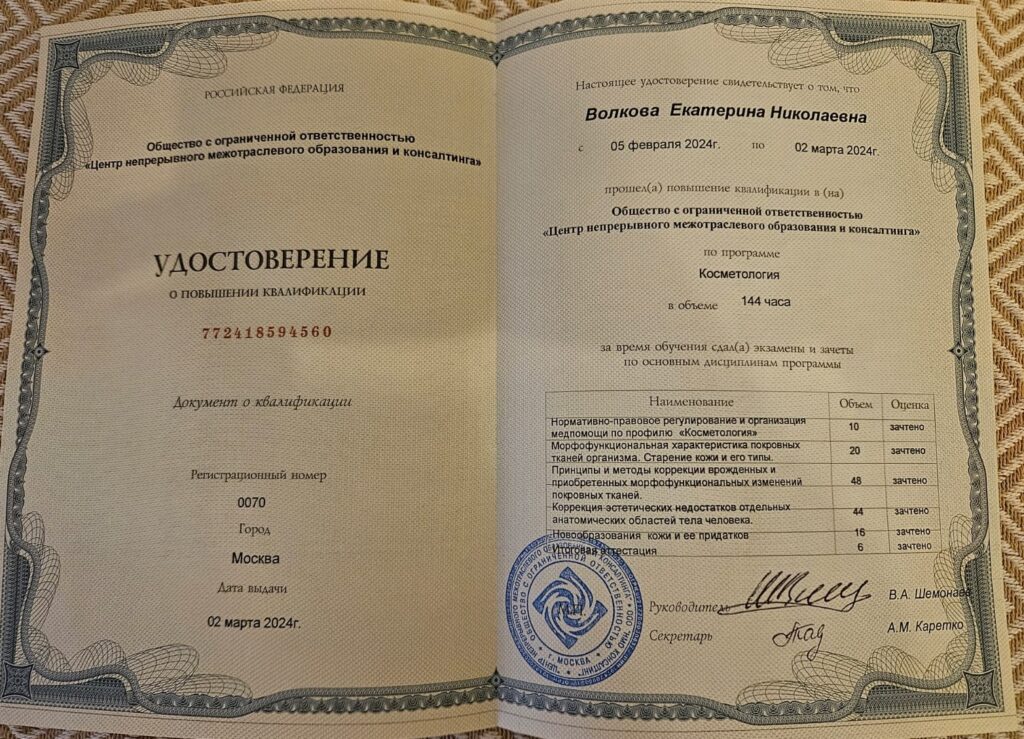 РОССИЙСКАЯ ФЕДЕРАЦИЯ
Общество с ограниченной ответственностью
«Центр непрерывного межотраслевого образования и консалтинга»
УДОСТОВЕРЕНИЕ
О ПОВЫШЕНИИ КВАЛИФИКАЦИИ
772418594560
Документ о квалификации
Регистрационный номер
0070
Город
Москва
Дата выдачи
02 марта 2024г.
Настоящее удостоверение свидетельствует о том, что
Волкова Екатерина Николаевна
с 05 февраля 2024г. по 02 марта 2024г.
прошел(а) повышение квалификации в (на)
Общество с ограниченной ответственностью
«Центр непрерывного межотраслевого образования и консалтинга»
по программе
Косметология
в объеме 144 часа
за время обучения сдал(а) экзамены и зачеты
по основным дисциплинам программы
Наименование Объем Оценка
Нормативно-правовое регулирование и организация
медпомощи по профилю «Косметология» 10 зачтено
Морфофункциональная характеристика покровных
тканей организма. Старение кожи и его типы. 20 зачтено
Принципы и методы коррекции врожденных и
приобретенных морфофункциональных изменений 48 зачтено
покровных тканей.
Коррекция эстетических недостатков отдельных 44 зачтено
анатомических областей тела человека.
Новообразования кожи и ее придатков 16 зачтено
Итоговая аттестация 6 зачтено
М.П.
ОБЩЕСТВО С ОГРАНИ�ченной ОТВЕТСТВЕННОСТЬЮ
г. МОСКВА
Руководитель В.А. Шемонаев
Секретарь А.М. Каретко